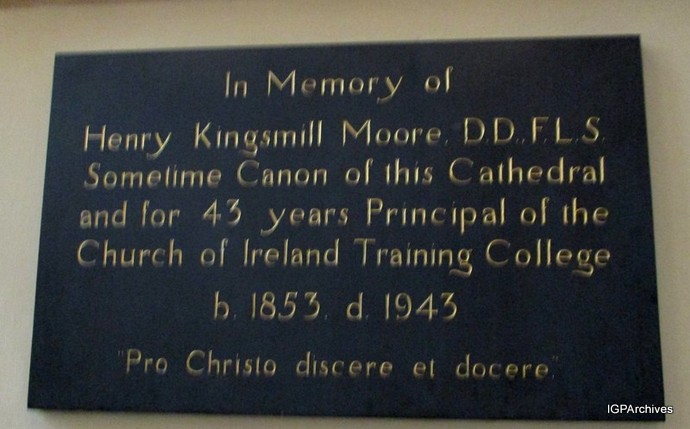 In Memory of
Henry Kingsmill Moore, D.D., F.L.S.
Sometime Canon of this Cathedral
and for 43 years Principal of the
Church of Ireland Training College
b. 1853. d. 1943
"Pro Christo discere et docere."
IGPArchives